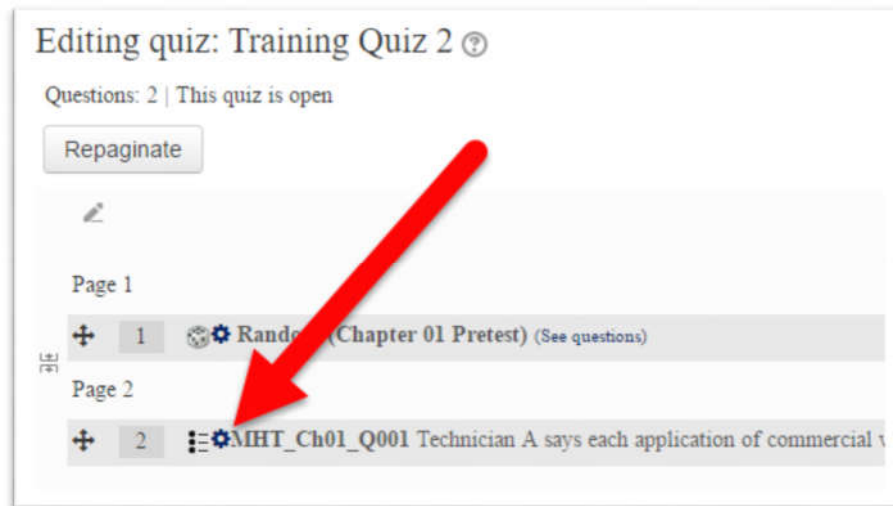 Editing quiz: Training Quiz 2 ?
Questions: 2 | This quiz is open
Repaginate
Page 1
1 (Chapter 01 Pretest) (See questions)
Page 2
2 MHT_Ch01_Q001 Technician A says each application of commercial